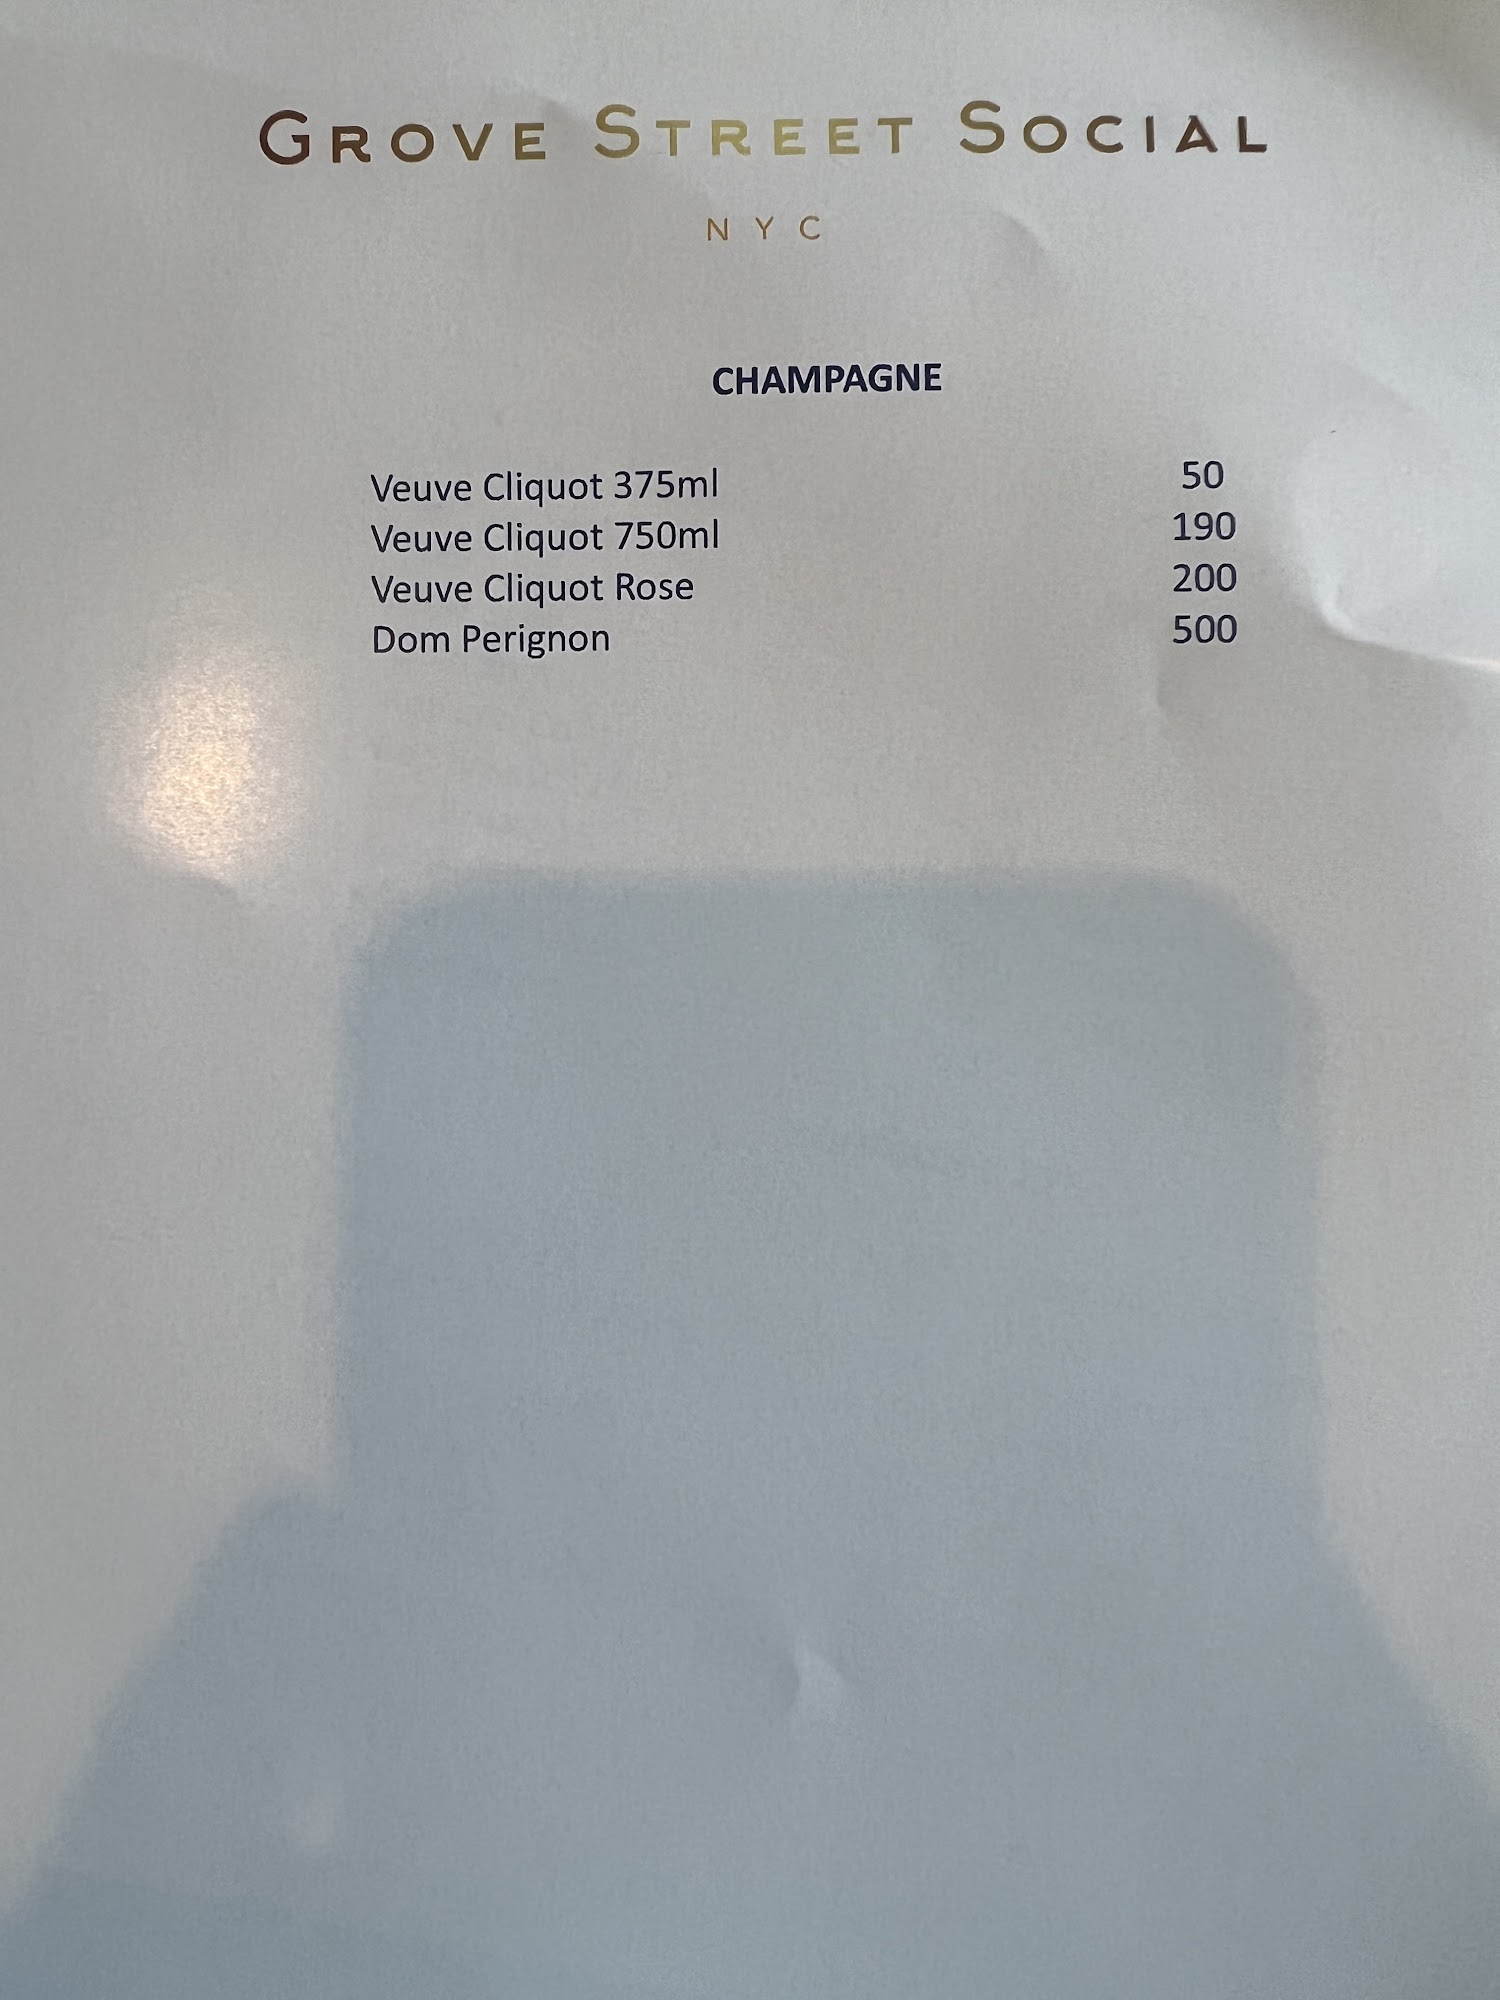 GROVE STREET SOCIAL
NYC
CHAMPAGNE
Veuve Cliquot 375ml 50
Veuve Cliquot 750ml 190
Veuve Cliquot Rose 200
Dom Perignon 500